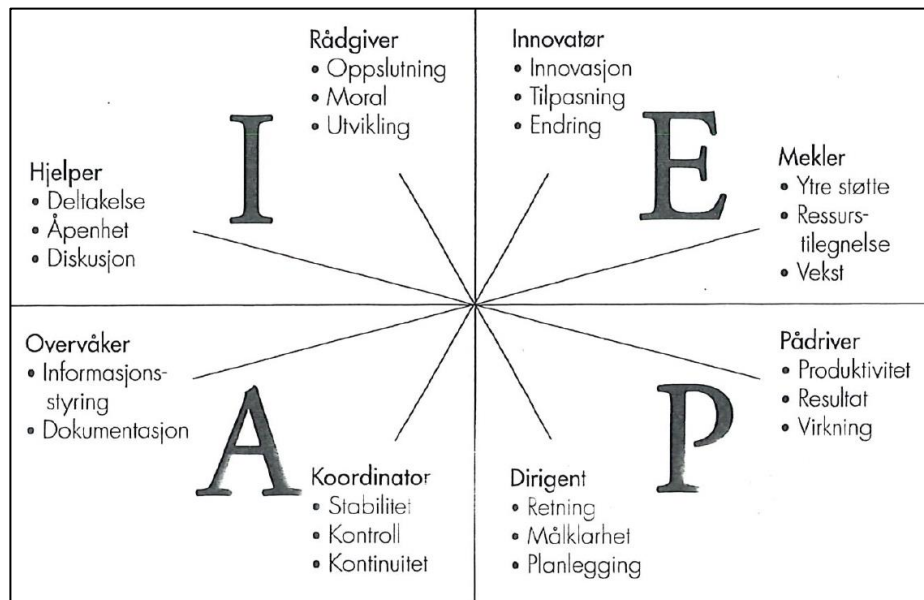 Rådgiver
• Oppslutning
• Moral
• Utvikling
I
Hjelper
• Deltakelse
• Åpenhet
• Diskusjon
Innovatør
• Innovasjon
• Tilpasning
• Endring
E
Mekler
• Ytre støtte
• Ressurs-
tilegnelse
• Vekst
Overvåker
• Informasjons-
styring
• Dokumentasjon
A
Koordinator
• Stabilitet
• Kontroll
• Kontinuitet
Pådriver
• Produktivitet
• Resultat
• Virkning
P
Dirigent
• Retning
• Målklarhet
• Planlegging